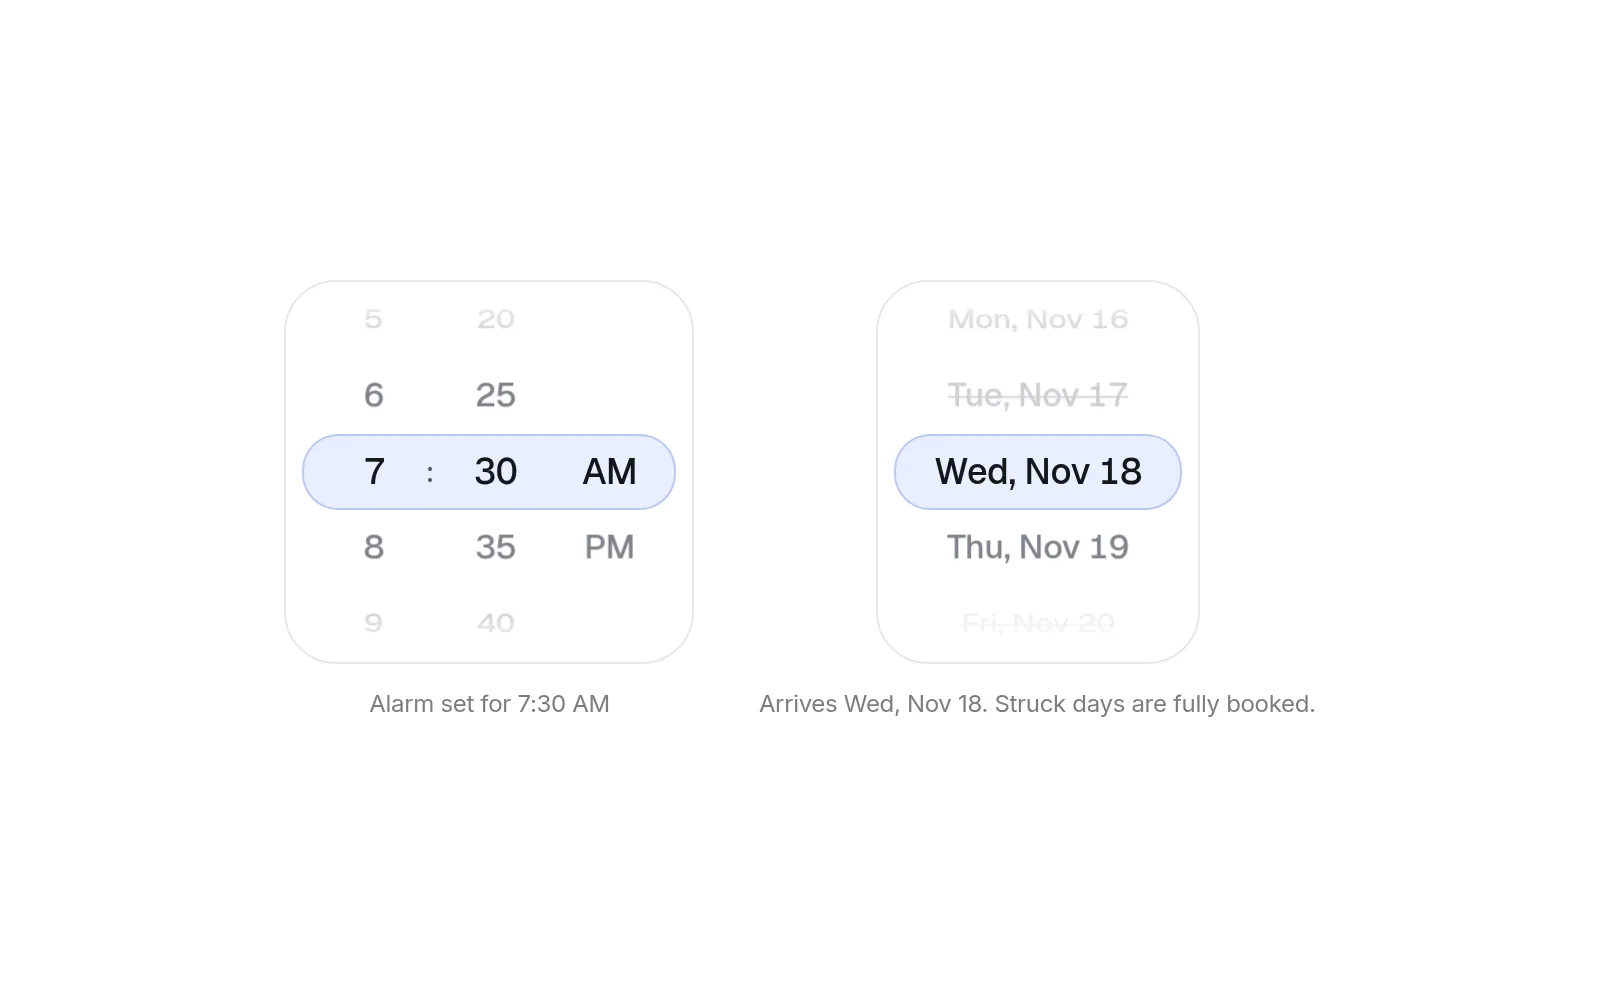 5 20
6 25
7 : 30 AM
8 35 PM
9 40
Alarm set for 7:30 AM
Mon, Nov 16
Tue, Nov 17
Wed, Nov 18
Thu, Nov 19
Fri, Nov 20
Arrives Wed, Nov 18. Struck days are fully booked.